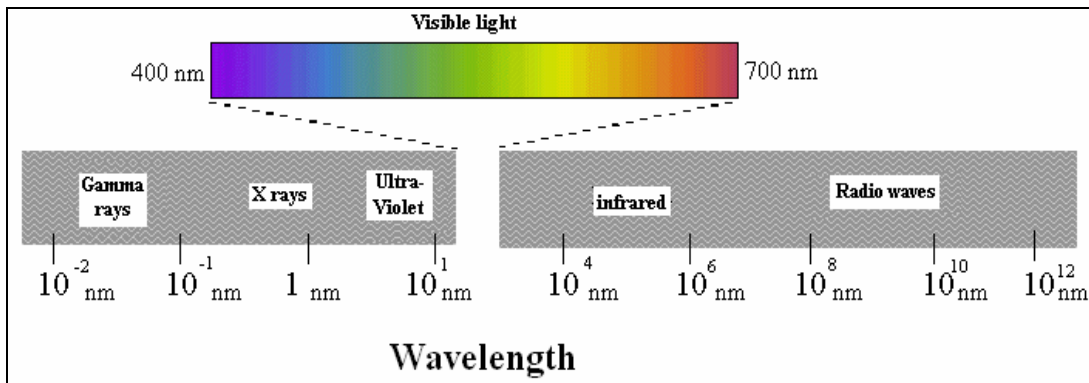 Visible light
400 nm
700 nm
Gamma
rays
X rays
Ultra-
Violet
infrared
Radio waves
10⁻² nm
10⁻¹ nm
1 nm
10¹ nm
10⁴ nm
10⁶ nm
10⁸ nm
10¹⁰ nm
10¹² nm
Wavelength